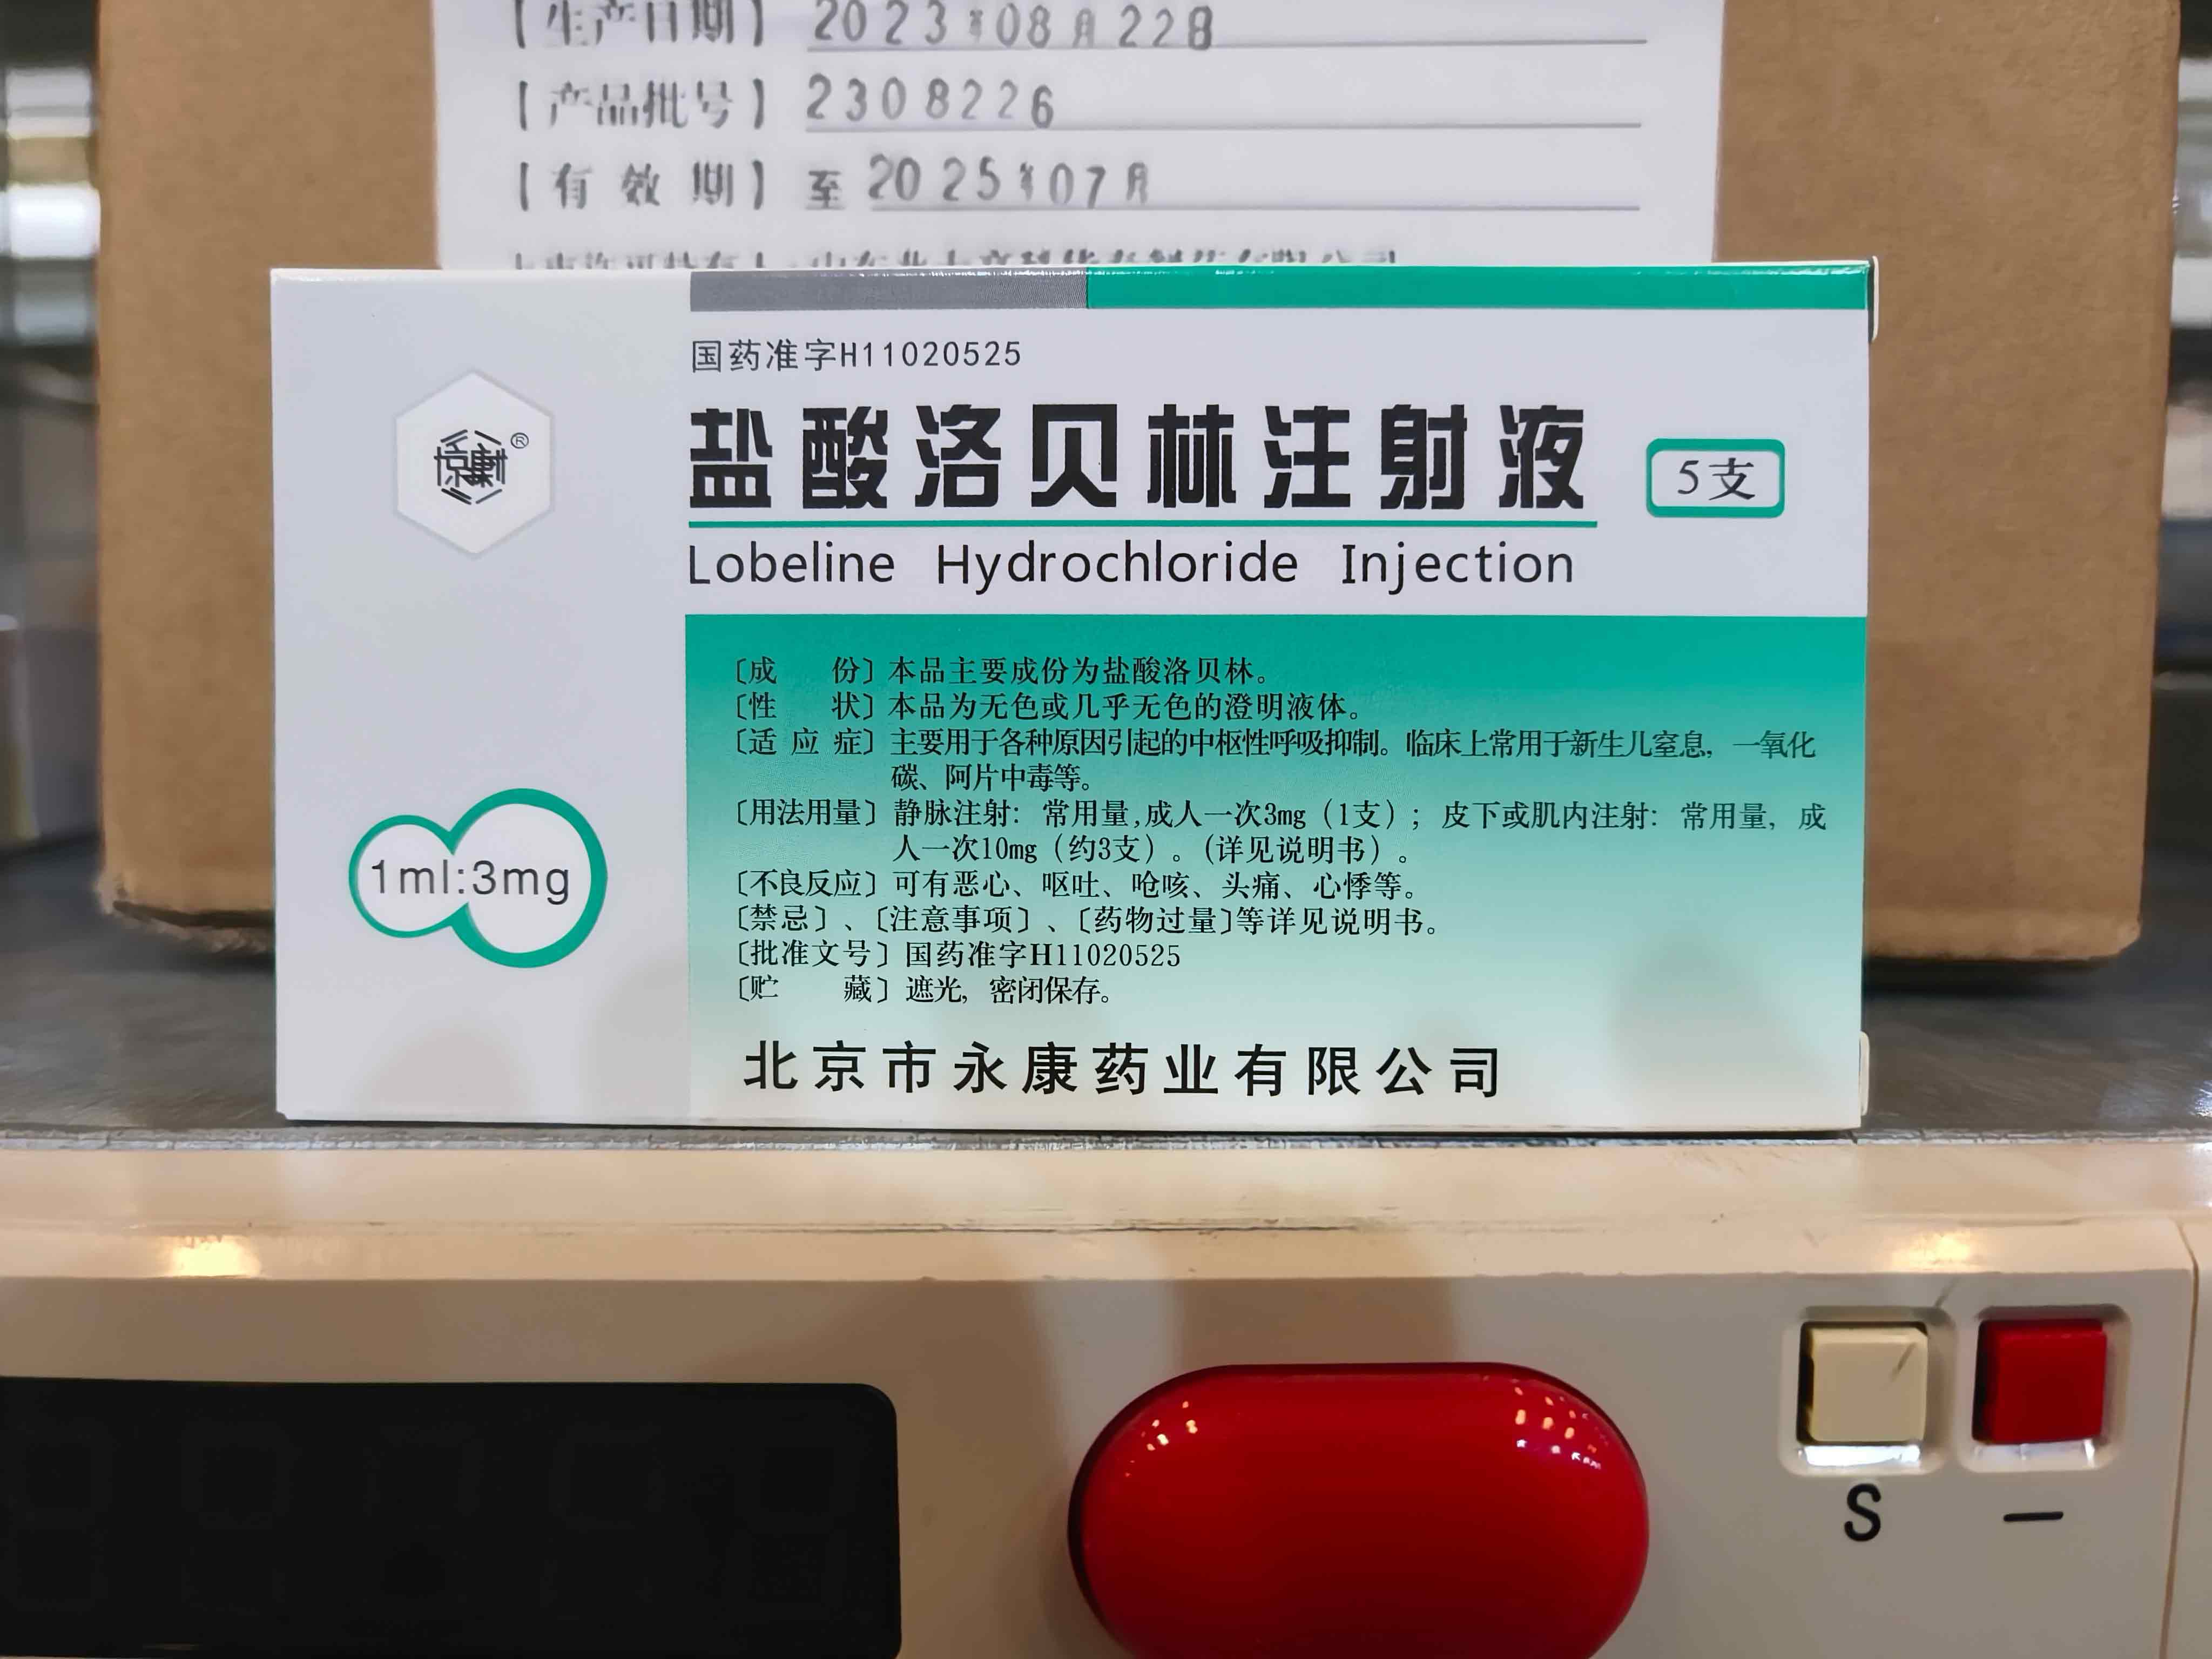 【生产日期】 2023年08月22日
【产品批号】 2308226
【有效期】 至 2025年07月
国药准字H11020525
京康®
盐酸洛贝林注射液
5支
Lobeline Hydrochloride Injection
〔成 份〕本品主要成份为盐酸洛贝林。
〔性 状〕本品为无色或几乎无色的澄明液体。
〔适应症〕主要用于各种原因引起的中枢性呼吸抑制。临床上常用于新生儿窒息，一氧化
碳、阿片中毒等。
〔用法用量〕静脉注射：常用量,成人一次3mg（1支）；皮下或肌内注射：常用量，成
人一次10mg（约3支）。(详见说明书）。
〔不良反应〕可有恶心、呕吐、呛咳、头痛、心悸等。
〔禁忌〕、〔注意事项〕、〔药物过量〕等详见说明书。
〔批准文号〕国药准字H11020525
〔贮 藏〕遮光，密闭保存。
1ml:3mg
北京市永康药业有限公司
S
—